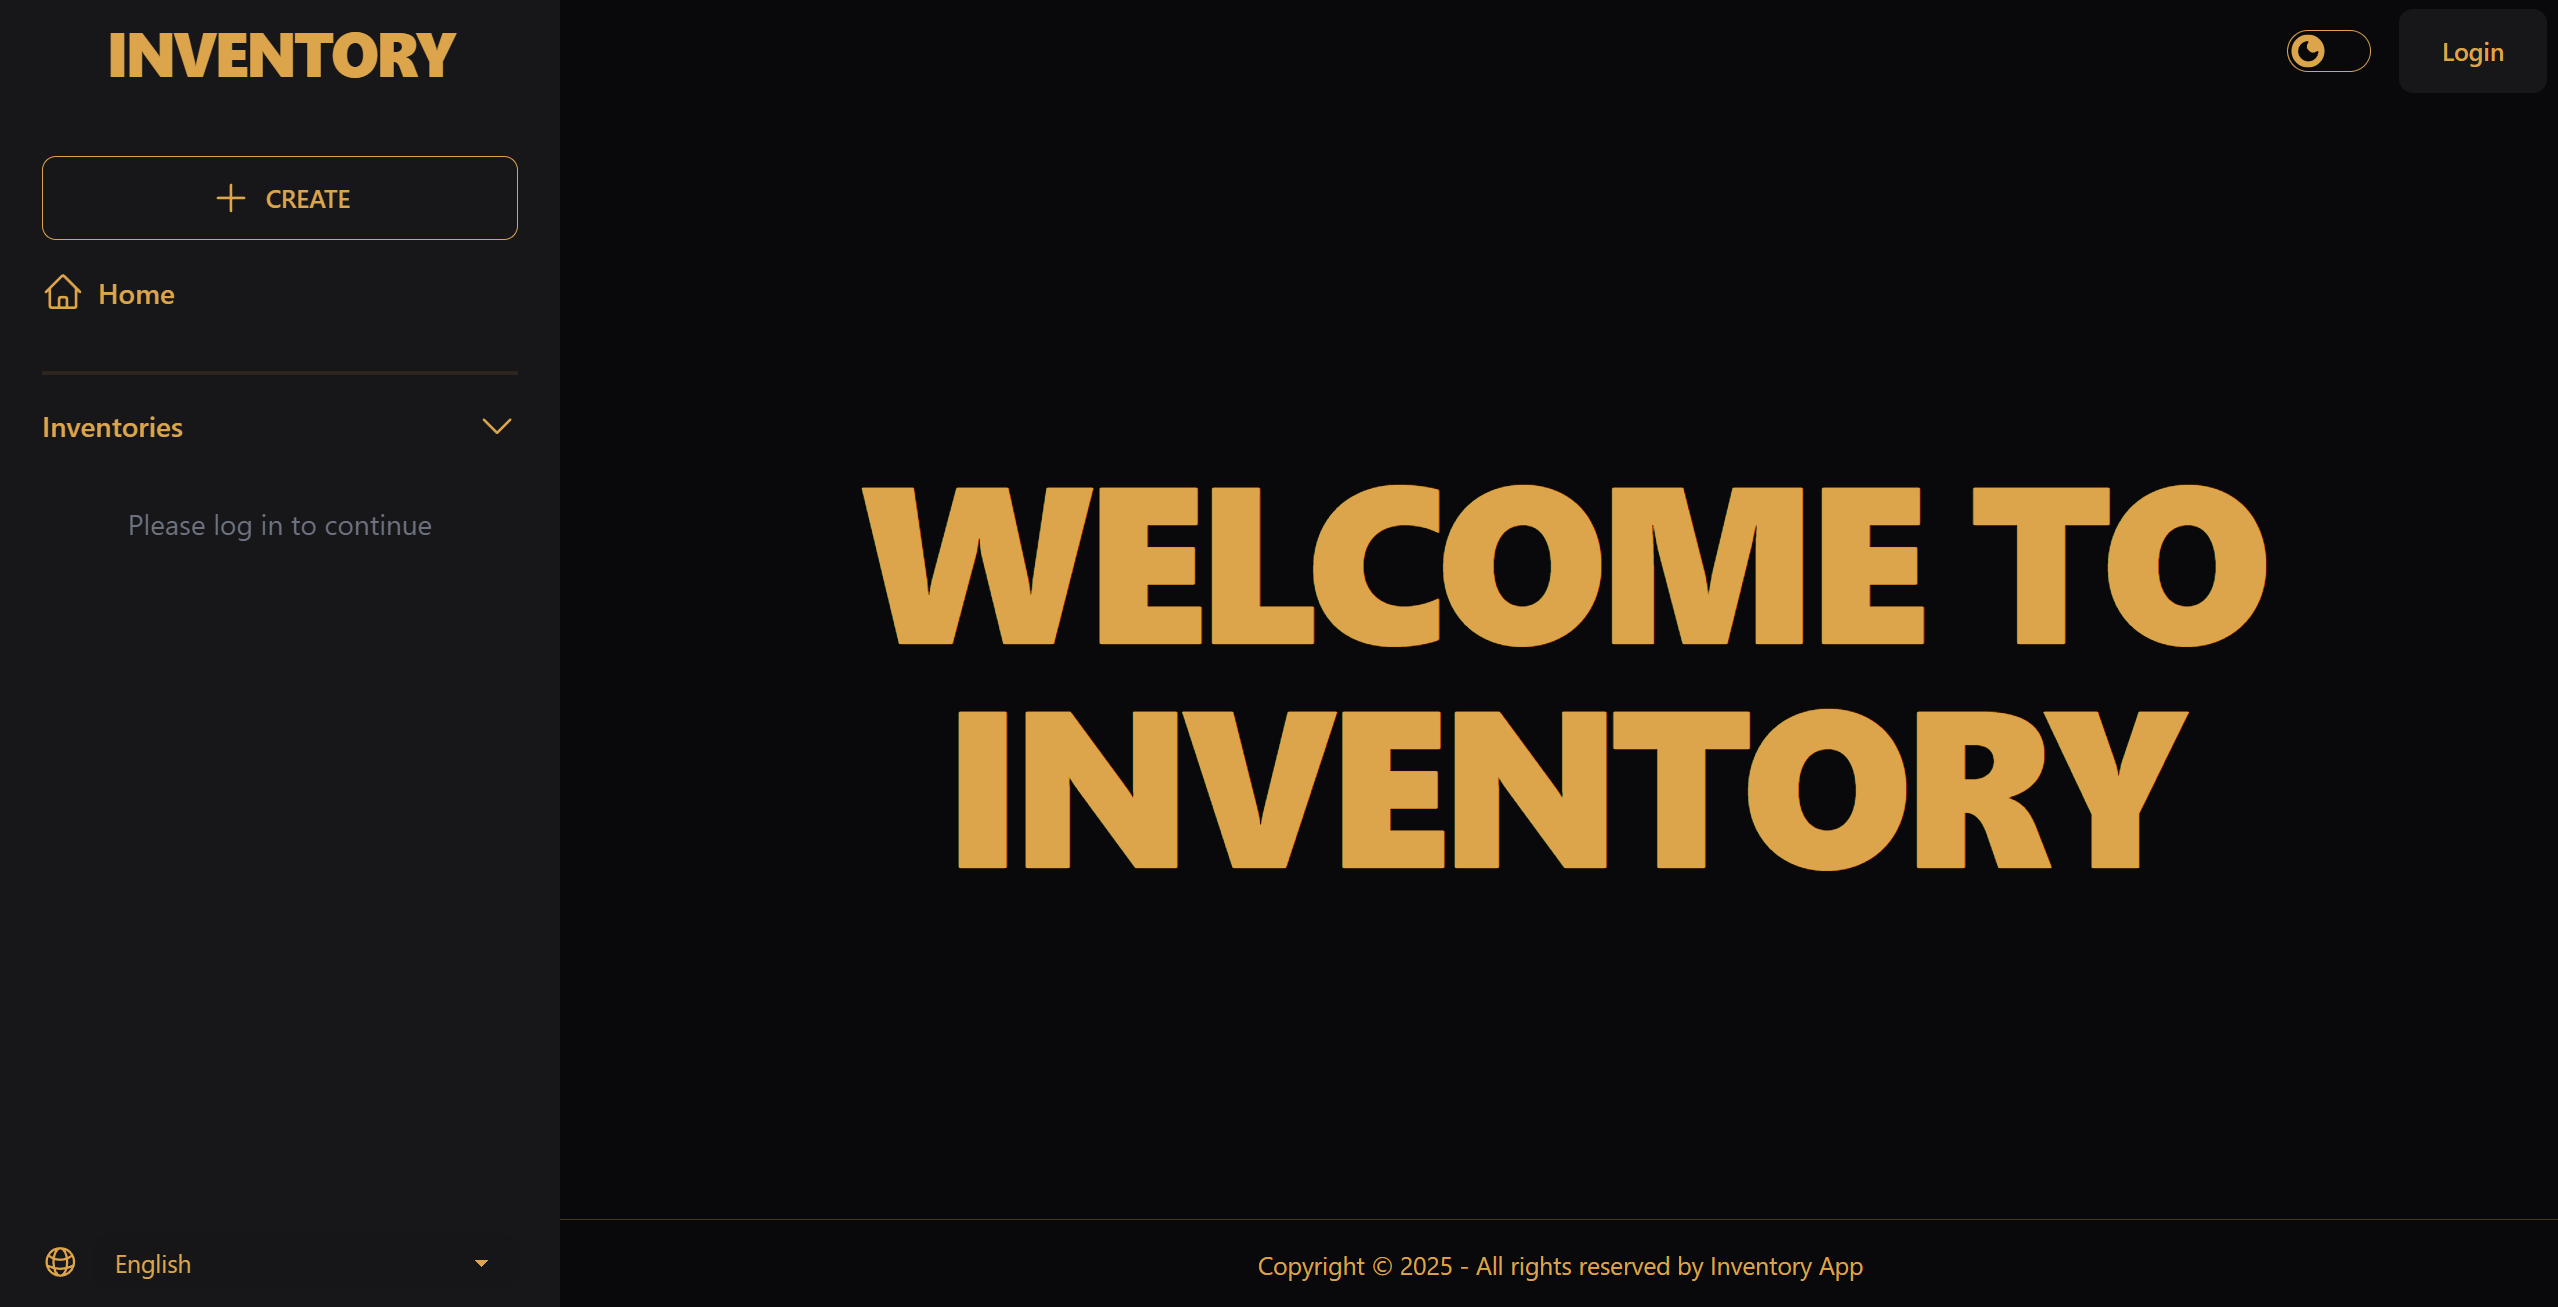 INVENTORY
CREATE
Home
Inventories
Please log in to continue
English
Login
WELCOME TO
INVENTORY
Copyright © 2025 - All rights reserved by Inventory App